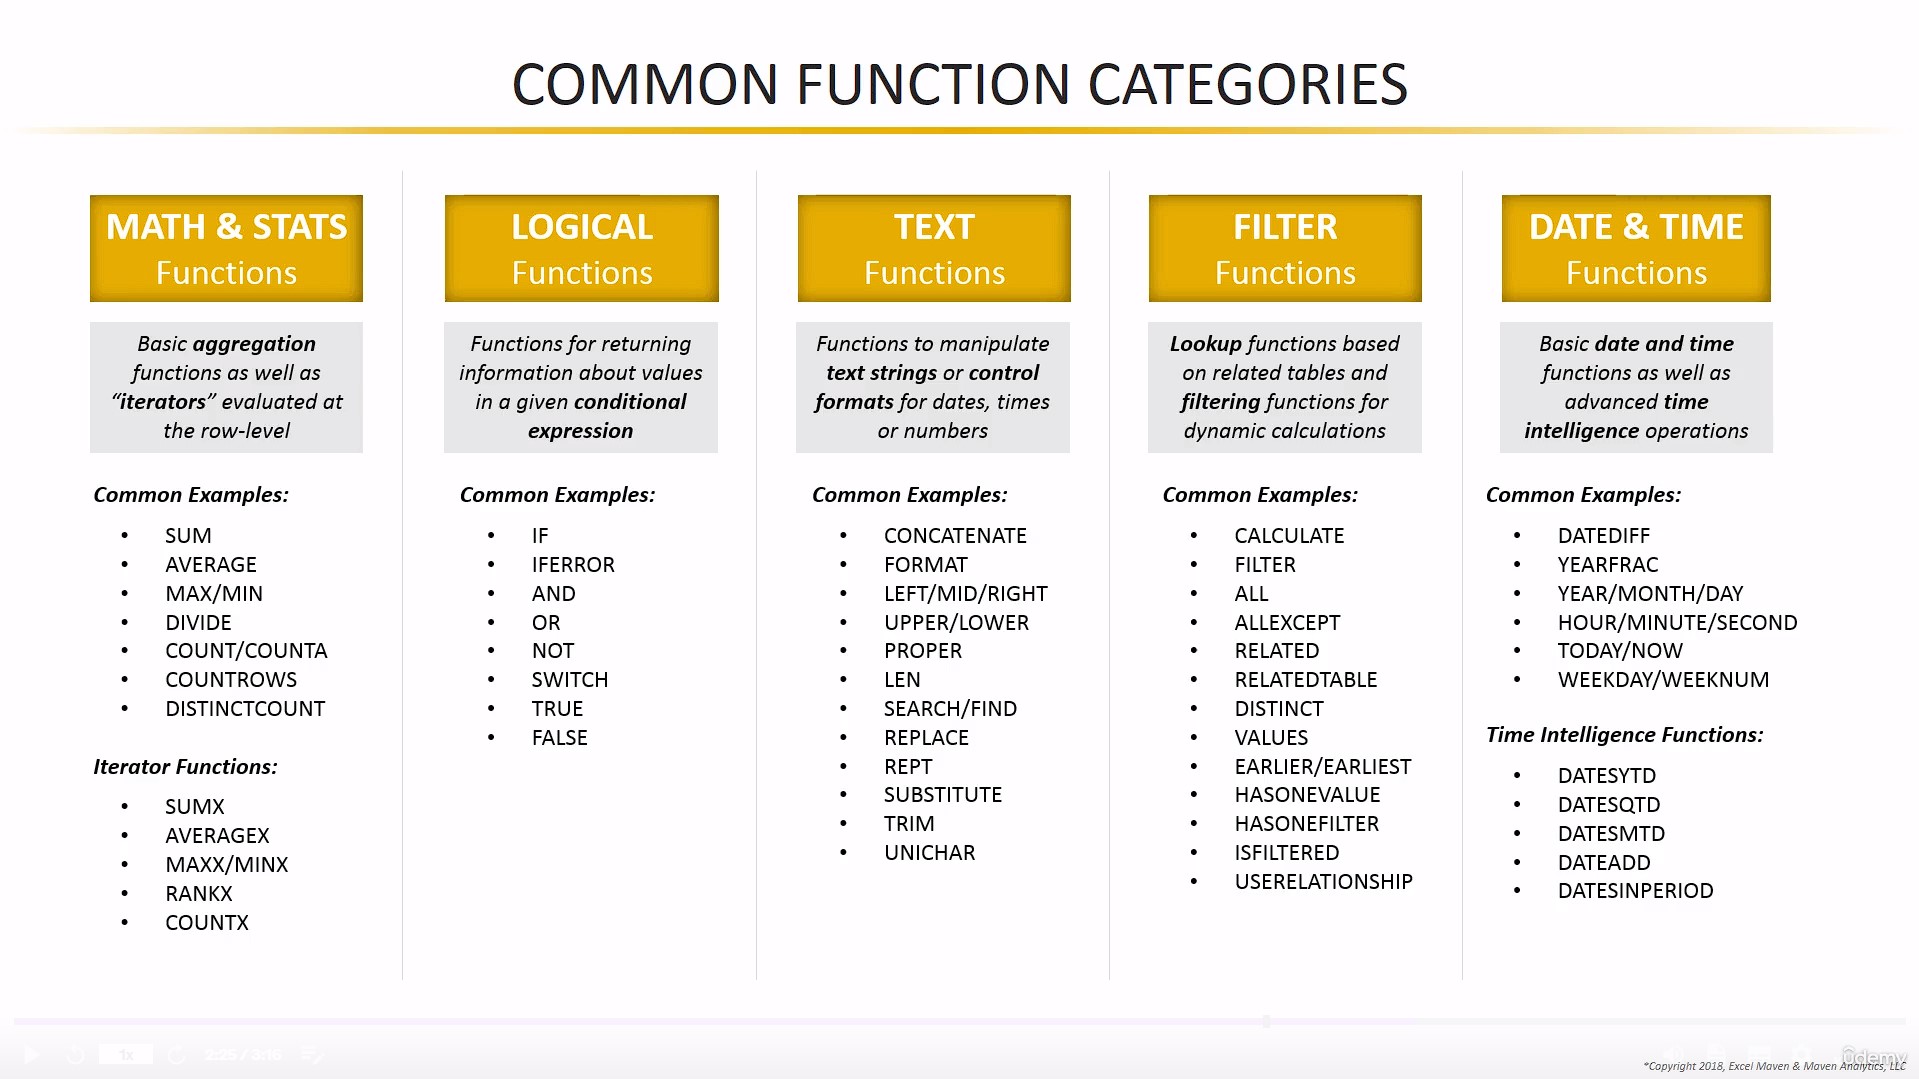 COMMON FUNCTION CATEGORIES
MATH & STATS
Functions
Basic aggregation
functions as well as
“iterators” evaluated at
the row-level
Common Examples:
• SUM
• AVERAGE
• MAX/MIN
• DIVIDE
• COUNT/COUNTA
• COUNTROWS
• DISTINCTCOUNT
Iterator Functions:
• SUMX
• AVERAGEX
• MAXX/MINX
• RANKX
• COUNTX
LOGICAL
Functions
Functions for returning
information about values
in a given conditional
expression
Common Examples:
• IF
• IFERROR
• AND
• OR
• NOT
• SWITCH
• TRUE
• FALSE
TEXT
Functions
Functions to manipulate
text strings or control
formats for dates, times
or numbers
Common Examples:
• CONCATENATE
• FORMAT
• LEFT/MID/RIGHT
• UPPER/LOWER
• PROPER
• LEN
• SEARCH/FIND
• REPLACE
• REPT
• SUBSTITUTE
• TRIM
• UNICHAR
FILTER
Functions
Lookup functions based
on related tables and
filtering functions for
dynamic calculations
Common Examples:
• CALCULATE
• FILTER
• ALL
• ALLEXCEPT
• RELATED
• RELATEDTABLE
• DISTINCT
• VALUES
• EARLIER/EARLIEST
• HASONEVALUE
• HASONEFILTER
• ISFILTERED
• USERELATIONSHIP
DATE & TIME
Functions
Basic date and time
functions as well as
advanced time
intelligence operations
Common Examples:
• DATEDIFF
• YEARFRAC
• YEAR/MONTH/DAY
• HOUR/MINUTE/SECOND
• TODAY/NOW
• WEEKDAY/WEEKNUM
Time Intelligence Functions:
• DATESYTD
• DATESQTD
• DATESMTD
• DATEADD
• DATESINPERIOD
1x
2:25 / 3:16
udemy
*Copyright 2018, Excel Maven & Maven Analytics, LLC